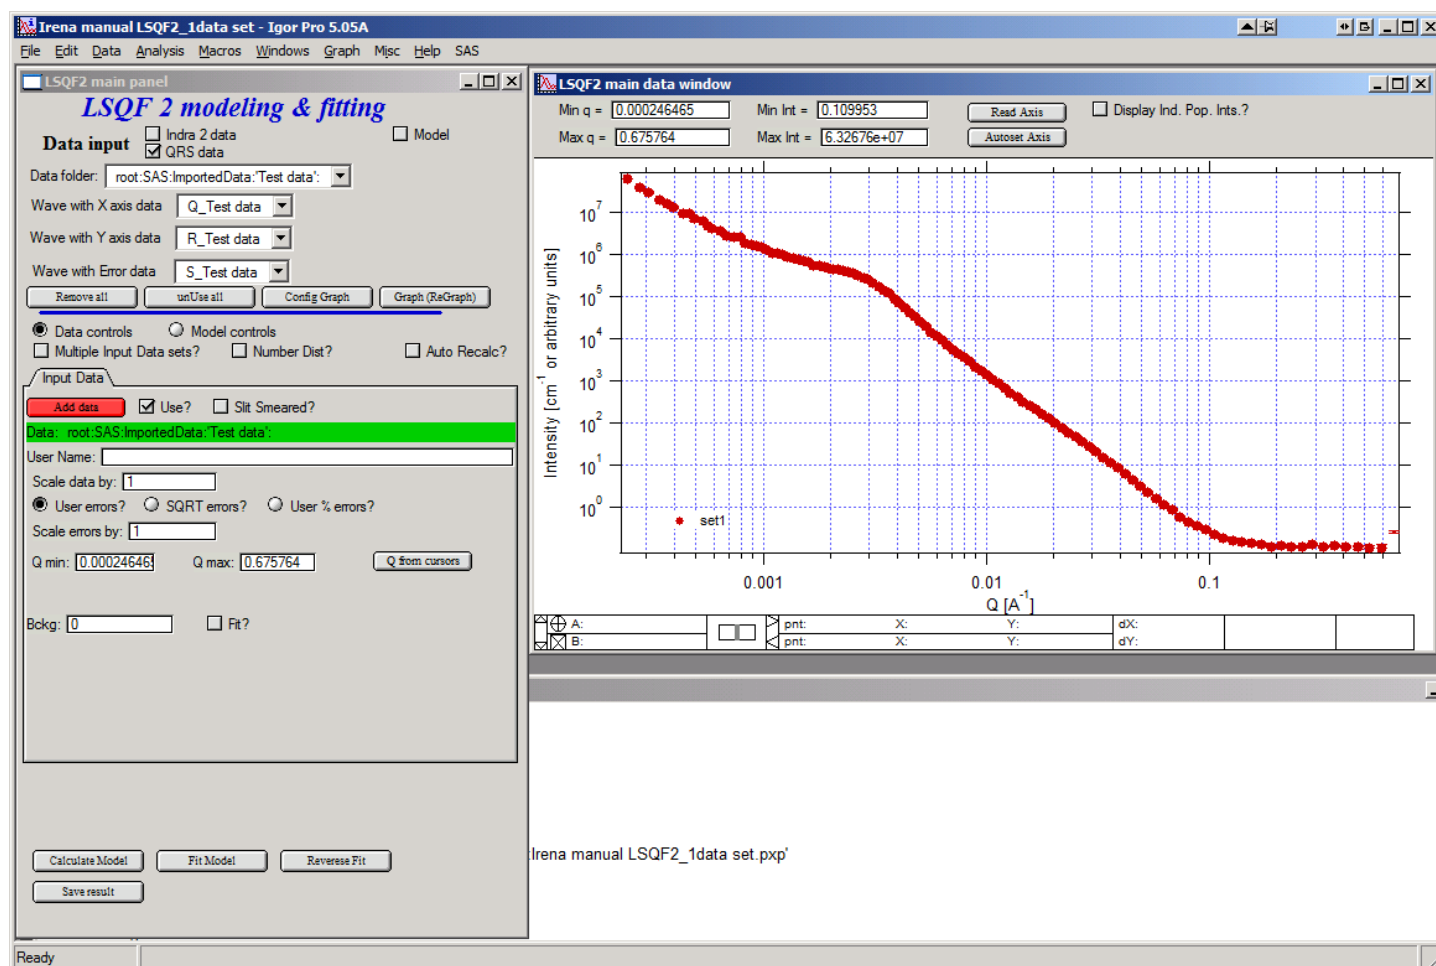 Irena manual LSQF2_1data set - Igor Pro 5.05A
File Edit Data Analysis Macros Windows Graph Misc Help SAS
LSQF2 main panel
LSQF 2 modeling & fitting
Data input
Indra 2 data
QRS data
Model
Data folder: root:SAS:ImportedData:'Test data':
Wave with X axis data Q_Test data
Wave with Y axis data R_Test data
Wave with Error data S_Test data
Remove all unUse all Config Graph Graph (ReGraph)
Data controls Model controls
Multiple Input Data sets? Number Dist? Auto Recalc?
Input Data
Add data Use? Slit Smeared?
Data: root:SAS:ImportedData:'Test data':
User Name:
Scale data by: 1
User errors? SQRT errors? User % errors?
Scale errors by: 1
Q min: 0.000246465 Q max: 0.675764 Q from cursors
Bckg: 0 Fit?
Calculate Model Fit Model Reverese Fit
Save result
LSQF2 main data window
Min q = 0.000246465 Min Int = 0.109953 Read Axis Display Ind. Pop. Ints.?
Max q = 0.675764 Max Int = 6.32676e+07 Autoset Axis
Intensity [cm-1 or arbitrary units]
10^7
10^6
10^5
10^4
10^3
10^2
10^1
10^0
set1
0.001 0.01 0.1
Q [A-1]
A: pnt: X: Y: dX:
B: pnt: X: Y: dY:
Irena manual LSQF2_1data set.pxp'
Ready